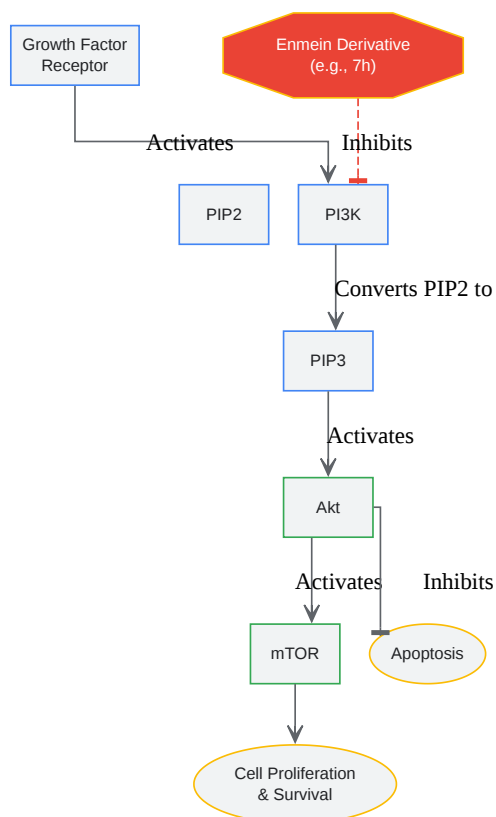 Growth Factor
Receptor
Enmein Derivative
(e.g., 7h)
Activates
Inhibits
PIP2
PI3K
Converts PIP2 to
PIP3
Activates
Akt
Activates
Inhibits
mTOR
Apoptosis
Cell Proliferation
& Survival